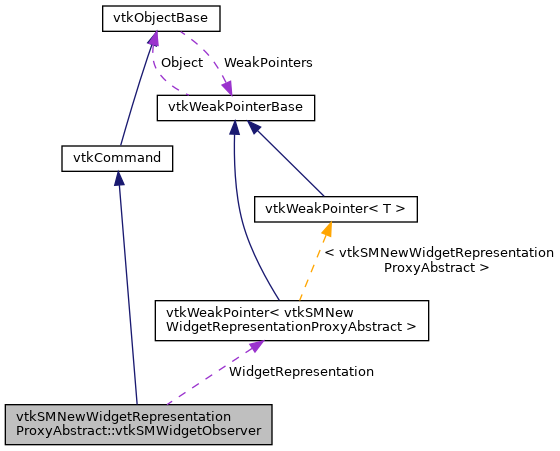 vtkObjectBase
Object
WeakPointers
vtkWeakPointerBase
vtkCommand
vtkWeakPointer< T >
< vtkSMNewWidgetRepresentation
ProxyAbstract >
vtkWeakPointer< vtkSMNew
WidgetRepresentationProxyAbstract >
WidgetRepresentation
vtkSMNewWidgetRepresentation
ProxyAbstract::vtkSMWidgetObserver